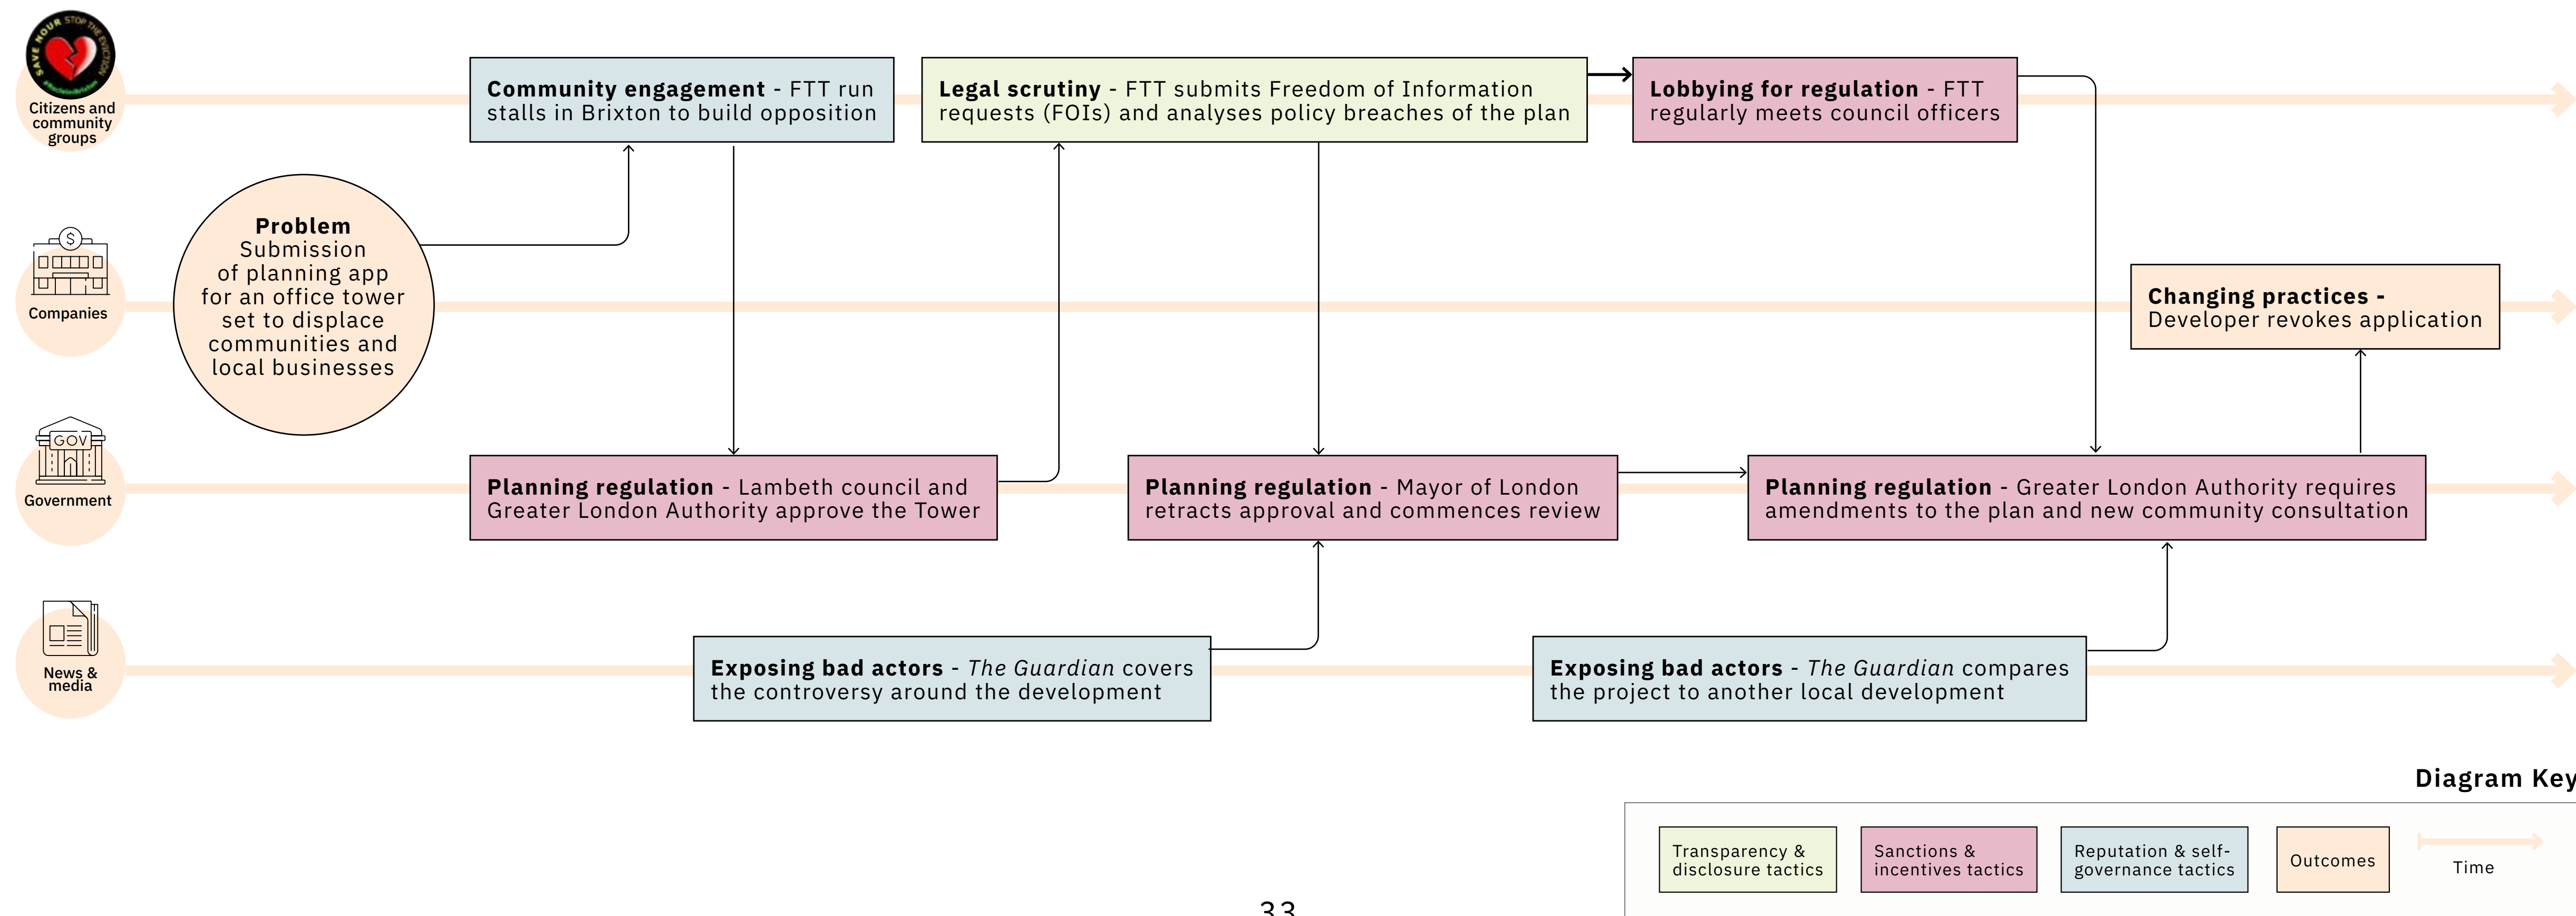 SAVE NOUR STOP THE EVICTION
Citizens and
community
groups
Community engagement - FTT run
stalls in Brixton to build opposition
Legal scrutiny - FTT submits Freedom of Information
requests (FOIs) and analyses policy breaches of the plan
Lobbying for regulation - FTT
regularly meets council officers
Problem
Submission
of planning app
for an office tower
set to displace
communities and
local businesses
$
Companies
Changing practices -
Developer revokes application
GOV
Government
Planning regulation - Lambeth council and
Greater London Authority approve the Tower
Planning regulation - Mayor of London
retracts approval and commences review
Planning regulation - Greater London Authority requires
amendments to the plan and new community consultation
News &
media
Exposing bad actors - The Guardian covers
the controversy around the development
Exposing bad actors - The Guardian compares
the project to another local development
Diagram Key
Transparency &
disclosure tactics
Sanctions &
incentives tactics
Reputation & self-
governance tactics
Outcomes
Time
33